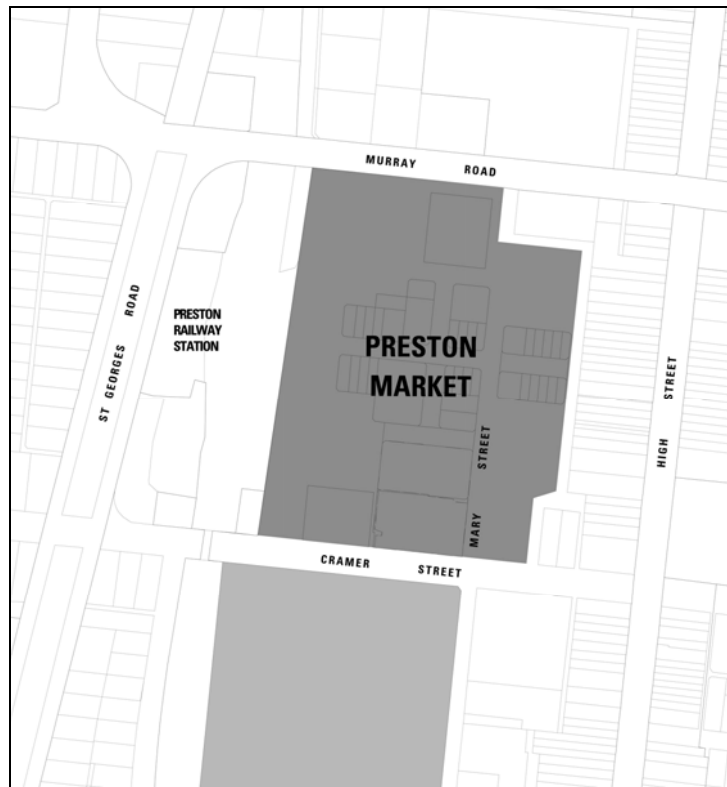 MURRAY ROAD
PRESTON
RAILWAY
STATION
ST GEORGES ROAD
PRESTON
MARKET
HIGH STREET
MARY STREET
CRAMER STREET